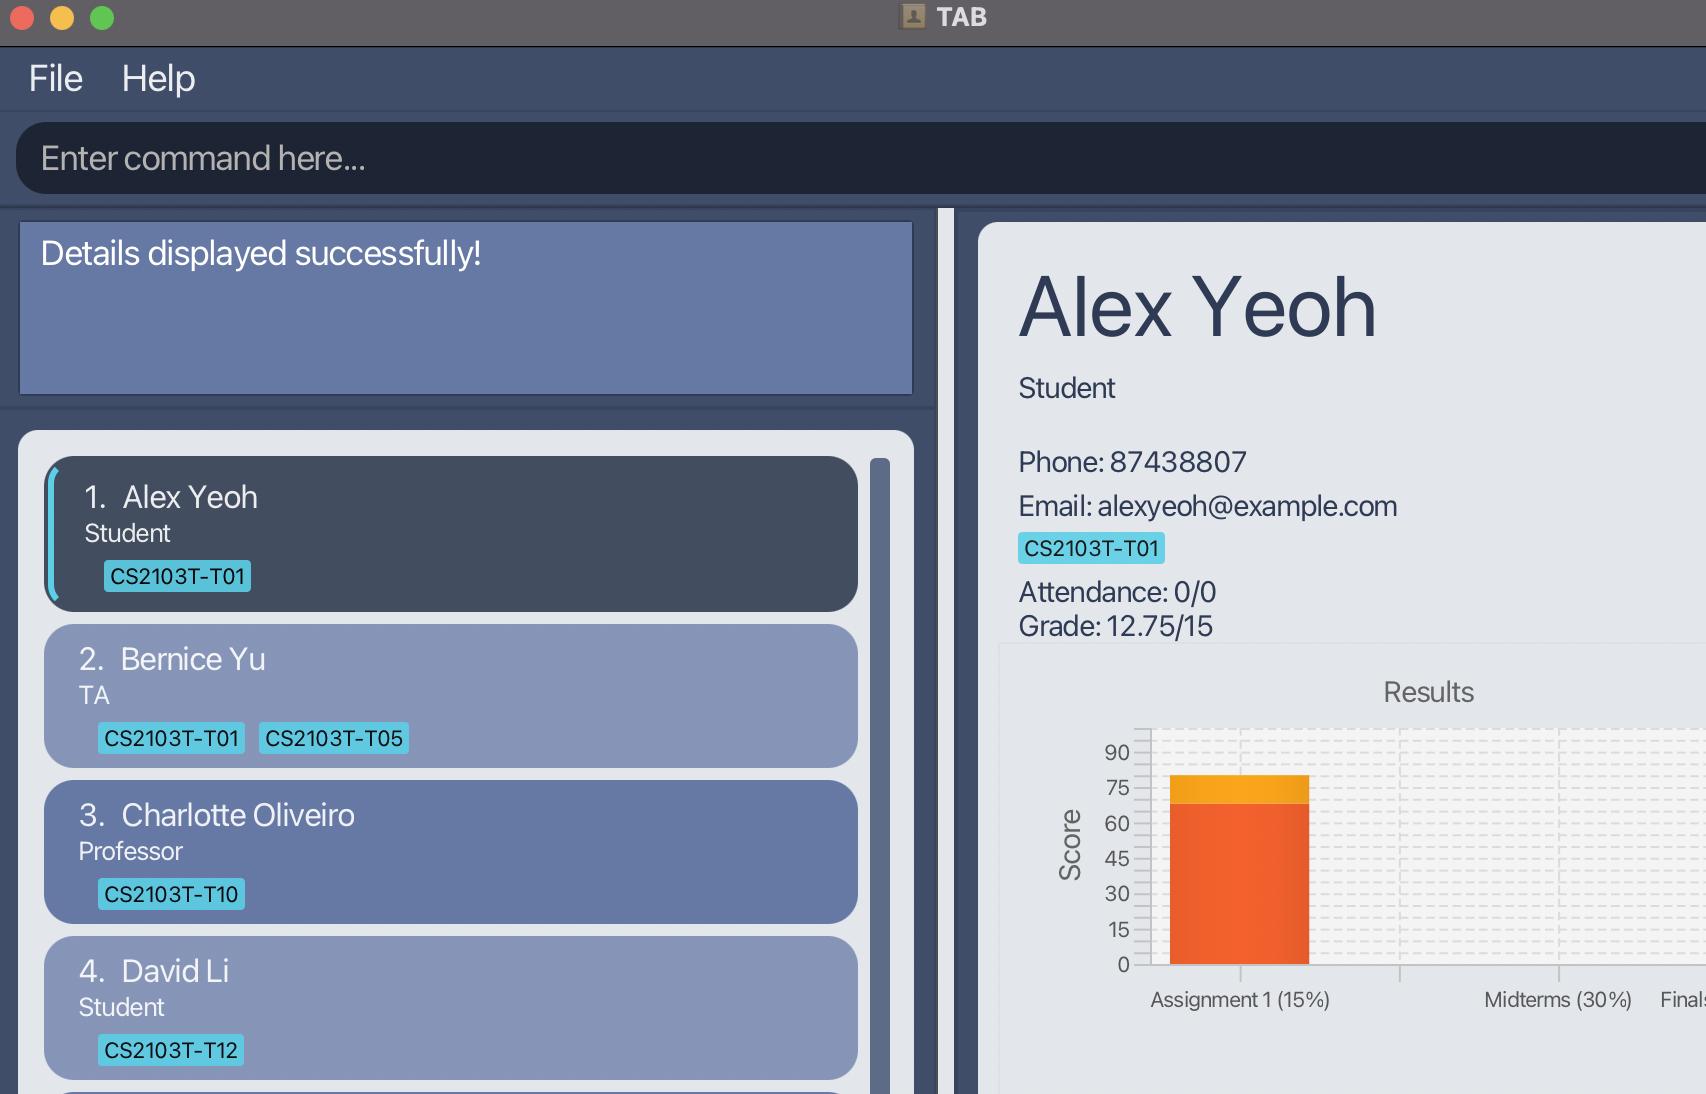 TAB
File Help
Enter command here...
Details displayed successfully!
1. Alex Yeoh
Student
CS2103T-T01
2. Bernice Yu
TA
CS2103T-T01 CS2103T-T05
3. Charlotte Oliveiro
Professor
CS2103T-T10
4. David Li
Student
CS2103T-T12
Alex Yeoh
Student
Phone: 87438807
Email: alexyeoh@example.com
CS2103T-T01
Attendance: 0/0
Grade: 12.75/15
Results
Score
90
75
60
45
30
15
0
Assignment 1 (15%) Midterms (30%) Finals